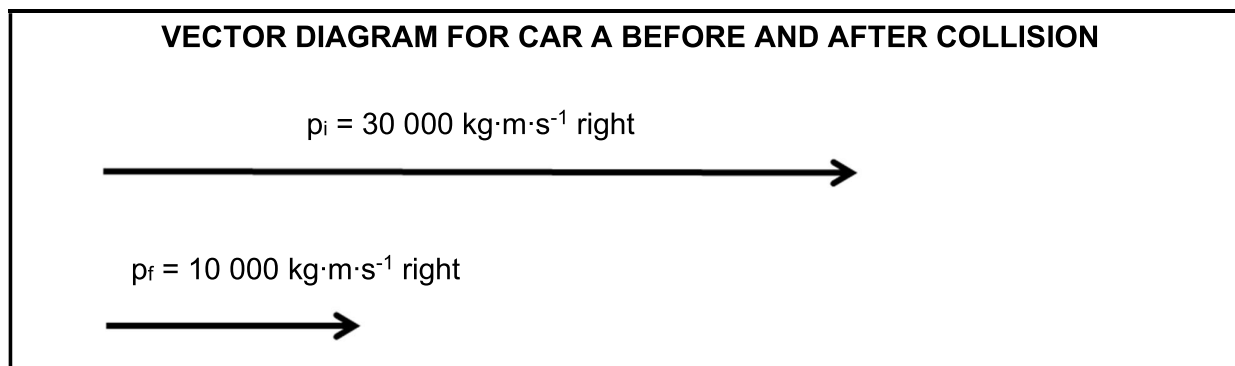 VECTOR DIAGRAM FOR CAR A BEFORE AND AFTER COLLISION
pᵢ = 30 000 kg·m·s⁻¹ right
p_f = 10 000 kg·m·s⁻¹ right